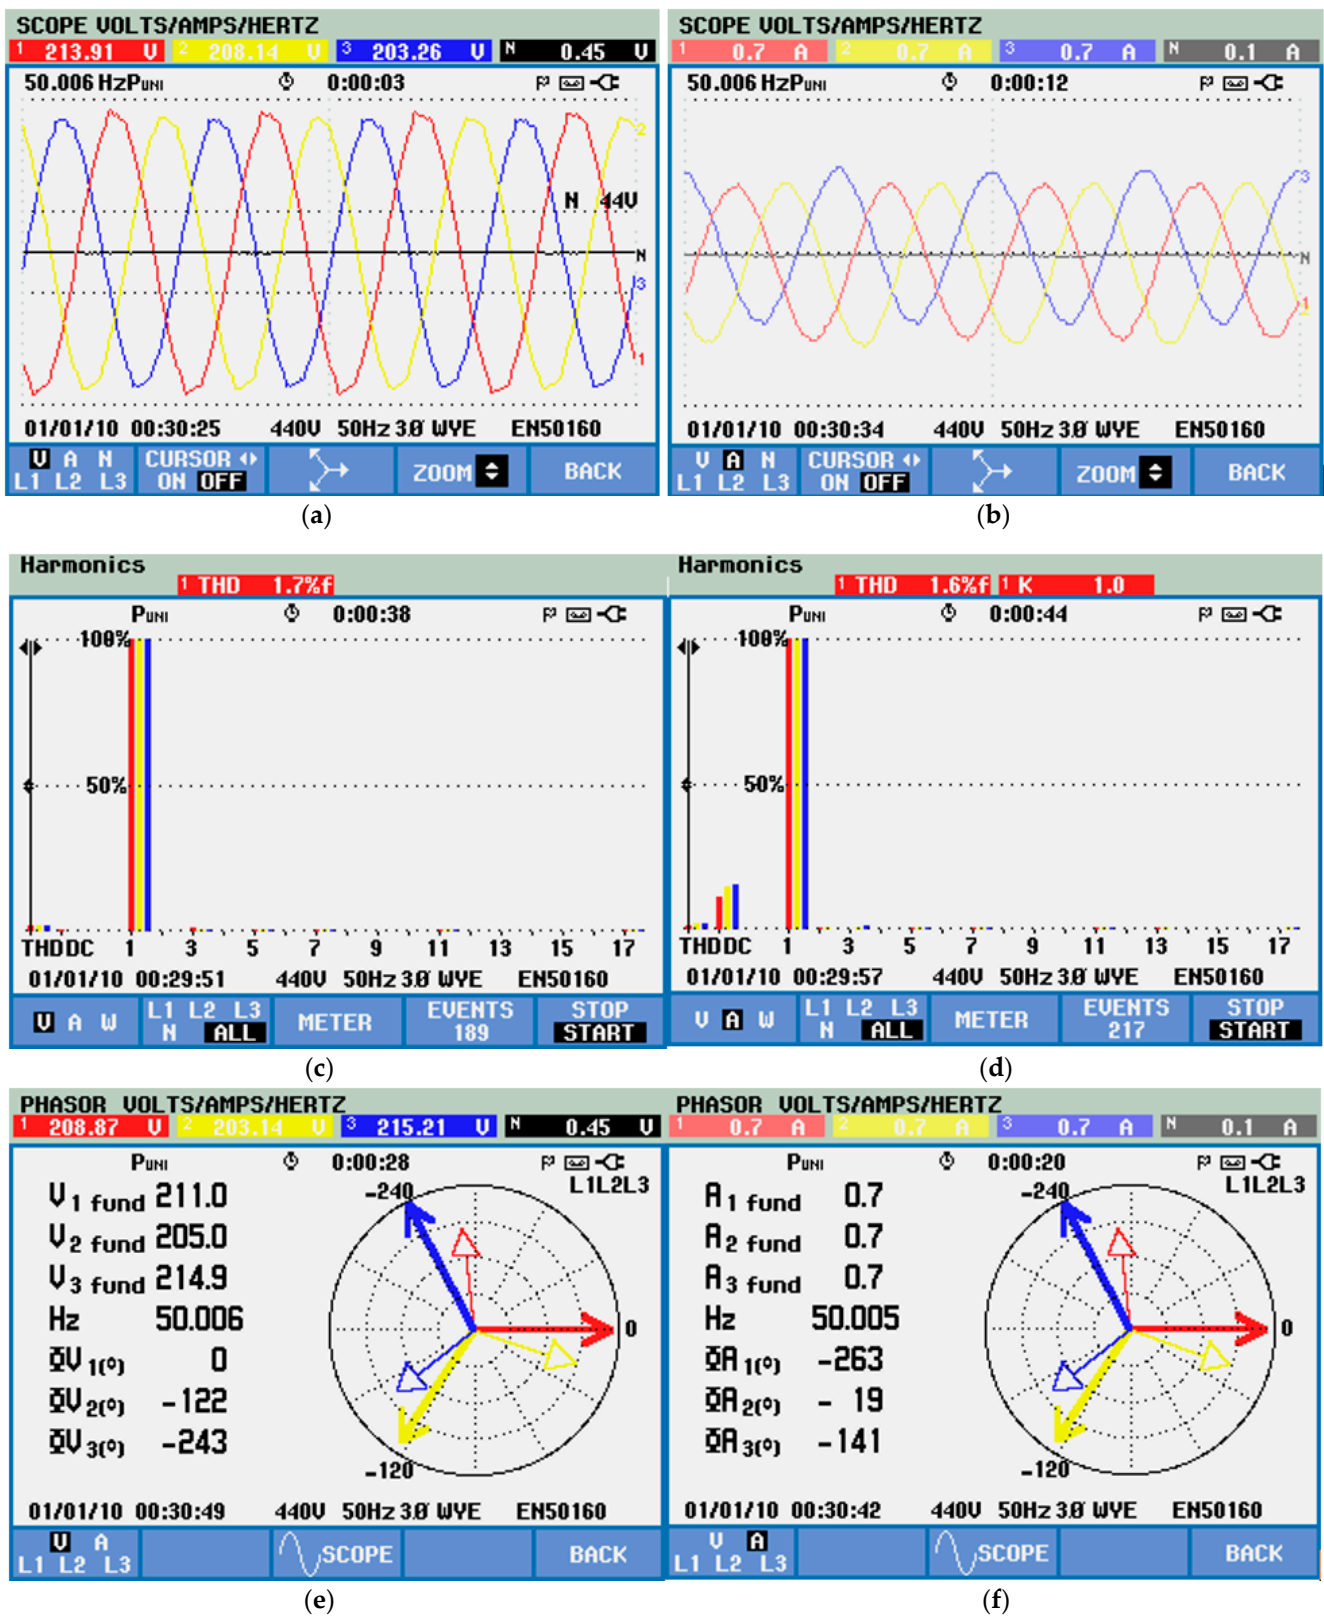 SCOPE VOLTS/AMPS/HERTZ
1 213.91 V 2 208.14 V 3 203.26 V N 0.45 V
50.006 Hz PUNI 0:00:03
2
N 44V
N
3
1
01/01/10 00:30:25 440V 50Hz 3Ø WYE EN50160
V A N CURSOR ZOOM BACK
L1 L2 L3 ON OFF
(a)
SCOPE VOLTS/AMPS/HERTZ
1 0.7 A 2 0.7 A 3 0.7 A N 0.1 A
50.006 Hz PUNI 0:00:12
3
N
1
2
01/01/10 00:30:34 440V 50Hz 3Ø WYE EN50160
V A N CURSOR ZOOM BACK
L1 L2 L3 ON OFF
(b)
Harmonics
1 THD 1.7%f
PUNI 0:00:38
100%
50%
THD DC 1 3 5 7 9 11 13 15 17
01/01/10 00:29:51 440V 50Hz 3Ø WYE EN50160
V A W L1 L2 L3 METER EVENTS STOP
N ALL 189 START
(c)
Harmonics
1 THD 1.6%f 1 K 1.0
PUNI 0:00:44
100%
50%
THD DC 1 3 5 7 9 11 13 15 17
01/01/10 00:29:57 440V 50Hz 3Ø WYE EN50160
V A W L1 L2 L3 METER EVENTS STOP
N ALL 217 START
(d)
PHASOR VOLTS/AMPS/HERTZ
1 208.87 V 2 203.14 V 3 215.21 V N 0.45 V
PUNI 0:00:28
L1L2L3
V1 fund 211.0
V2 fund 205.0
V3 fund 214.9
Hz 50.006
ΦV1(°) 0
ΦV2(°) -122
ΦV3(°) -243
-240
0
-120
01/01/10 00:30:49 440V 50Hz 3Ø WYE EN50160
V A SCOPE BACK
L1 L2 L3
(e)
PHASOR VOLTS/AMPS/HERTZ
1 0.7 A 2 0.7 A 3 0.7 A N 0.1 A
PUNI 0:00:20
L1L2L3
A1 fund 0.7
A2 fund 0.7
A3 fund 0.7
Hz 50.005
ΦA1(°) -263
ΦA2(°) - 19
ΦA3(°) -141
-240
0
-120
01/01/10 00:30:42 440V 50Hz 3Ø WYE EN50160
V A SCOPE BACK
L1 L2 L3
(f)